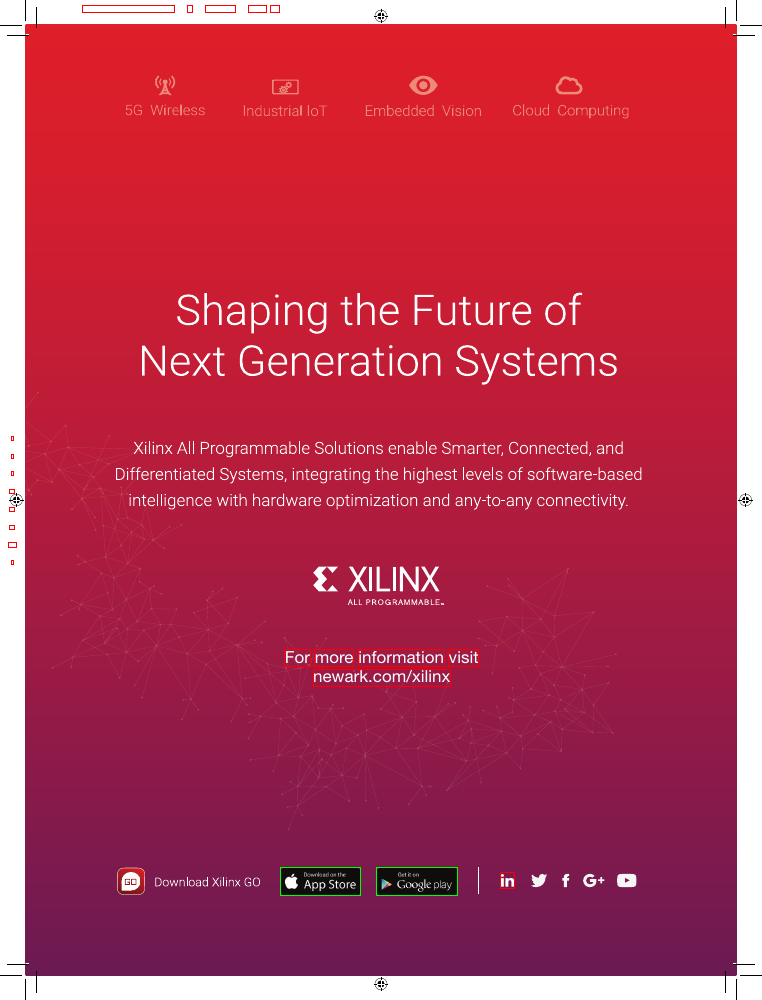 5G Wireless
Industrial IoT
Embedded Vision
Cloud Computing
Shaping the Future of
Next Generation Systems
Xilinx All Programmable Solutions enable Smarter, Connected, and
Differentiated Systems, integrating the highest levels of software-based
intelligence with hardware optimization and any-to-any connectivity.
XILINX
ALL PROGRAMMABLE™
For more information visit
newark.com/xilinx
GO
Download Xilinx GO
Download on the
App Store
Get it on
Google play
in
f
G+